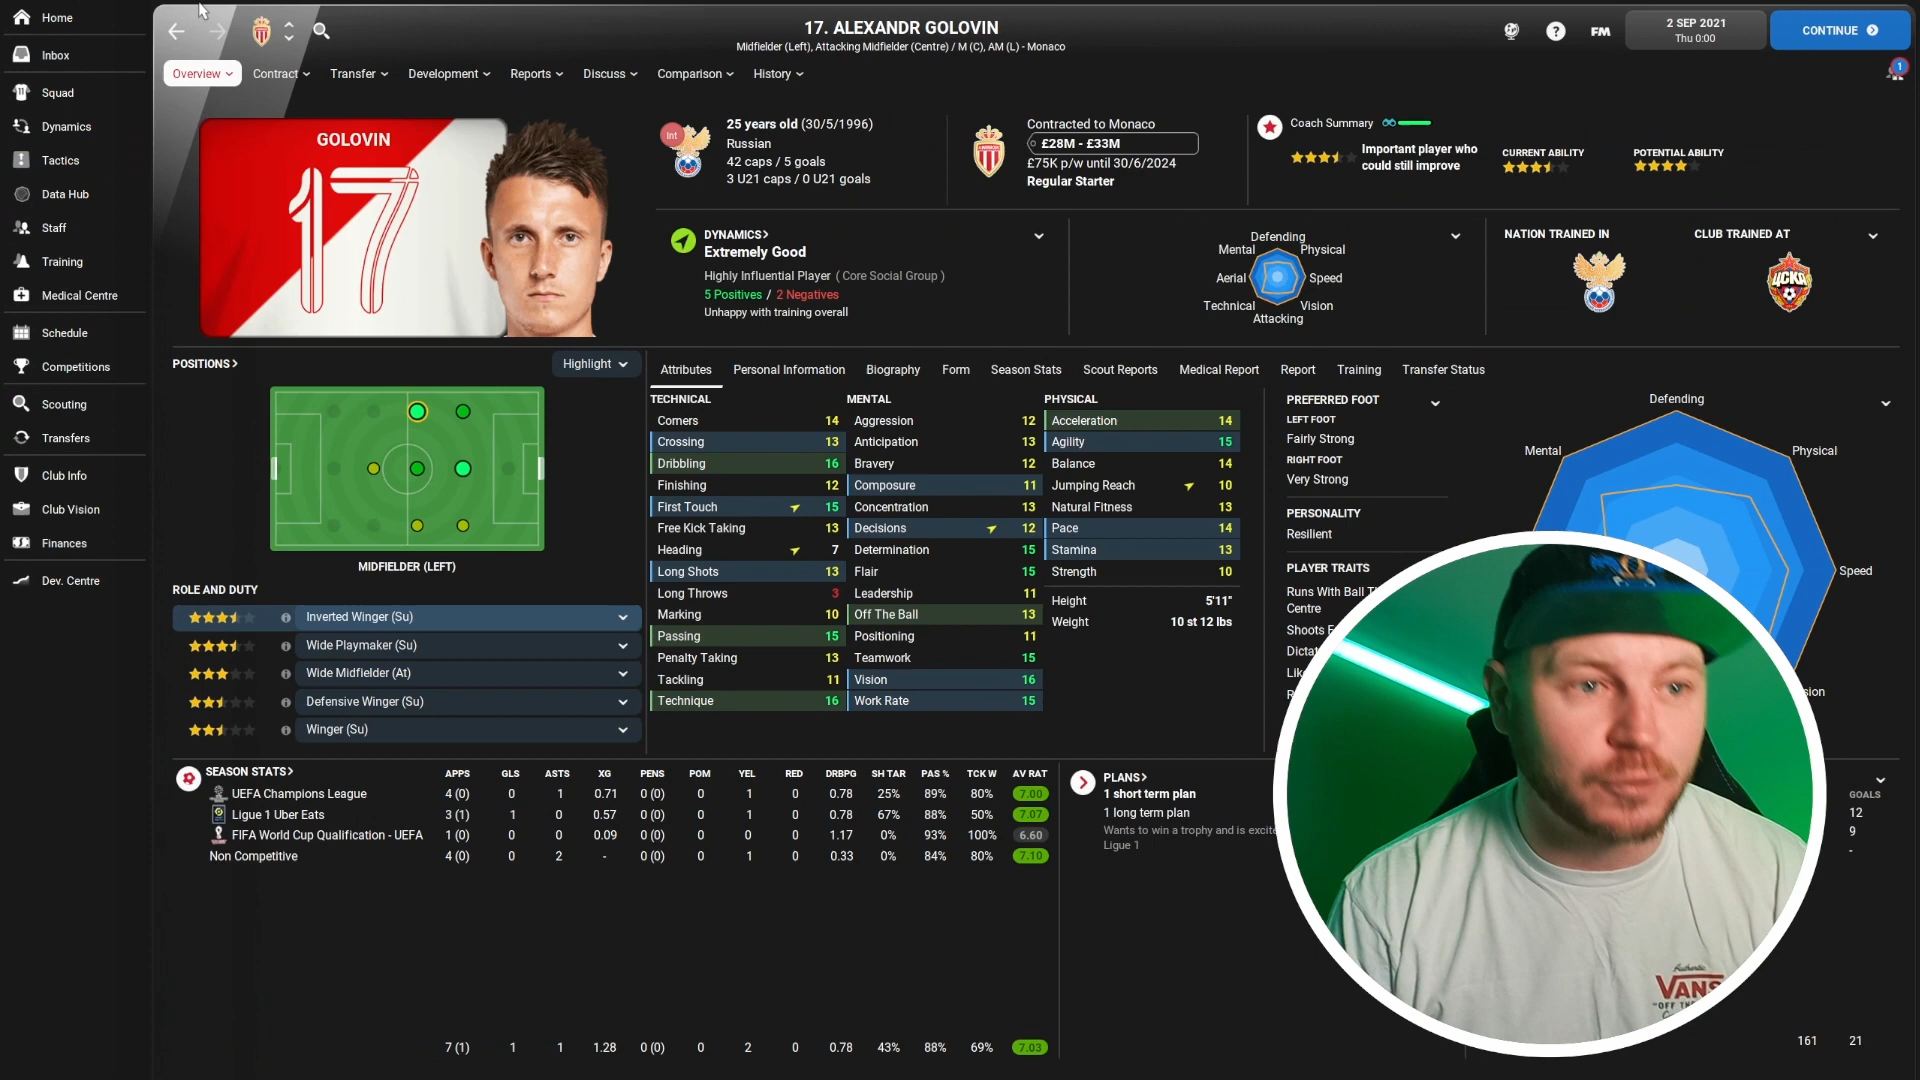 Home
Inbox
Squad
Dynamics
Tactics
Data Hub
Staff
Training
Medical Centre
Schedule
Competitions
Scouting
Transfers
Club Info
Club Vision
Finances
Dev. Centre
17. ALEXANDR GOLOVIN
Midfielder (Left), Attacking Midfielder (Centre) / M (C), AM (L) - Monaco
?
FM
2 SEP 2021
Thu 0:00
CONTINUE
1
Overview
Contract
Transfer
Development
Reports
Discuss
Comparison
History
GOLOVIN
17
Int
25 years old (30/5/1996)
Russian
42 caps / 5 goals
3 U21 caps / 0 U21 goals
Contracted to Monaco
£28M - £33M
£75K p/w until 30/6/2024
Regular Starter
Coach Summary
Important player who
could still improve
CURRENT ABILITY
POTENTIAL ABILITY
DYNAMICS>
Extremely Good
Highly Influential Player ( Core Social Group )
5 Positives / 2 Negatives
Unhappy with training overall
Defending
Mental
Physical
Aerial
Speed
Technical
Vision
Attacking
NATION TRAINED IN
CLUB TRAINED AT
ЦСКА
POSITIONS>
Highlight
MIDFIELDER (LEFT)
ROLE AND DUTY
Inverted Winger (Su)
Wide Playmaker (Su)
Wide Midfielder (At)
Defensive Winger (Su)
Winger (Su)
Attributes
Personal Information
Biography
Form
Season Stats
Scout Reports
Medical Report
Report
Training
Transfer Status
TECHNICAL
Corners 14
Crossing 13
Dribbling 16
Finishing 12
First Touch 15
Free Kick Taking 13
Heading 7
Long Shots 13
Long Throws 3
Marking 10
Passing 15
Penalty Taking 13
Tackling 11
Technique 16
MENTAL
Aggression 12
Anticipation 13
Bravery 12
Composure 11
Concentration 13
Decisions 12
Determination 15
Flair 15
Leadership 11
Off The Ball 13
Positioning 11
Teamwork 15
Vision 16
Work Rate 15
PHYSICAL
Acceleration 14
Agility 15
Balance 14
Jumping Reach 10
Natural Fitness 13
Pace 14
Stamina 13
Strength 10
Height 5'11"
Weight 10 st 12 lbs
PREFERRED FOOT
LEFT FOOT
Fairly Strong
RIGHT FOOT
Very Strong
PERSONALITY
Resilient
PLAYER TRAITS
Runs With Ball T
Centre
Shoots F
Dictat
Lik
Defending
Mental
Physical
Speed
sion
SEASON STATS>
APPS GLS ASTS XG PENS POM YEL RED DRBPG SH TAR PAS % TCK W AV RAT
UEFA Champions League 4 (0) 0 1 0.71 0 (0) 0 1 0 0.78 25% 89% 80% 7.00
Ligue 1 Uber Eats 3 (1) 1 0 0.57 0 (0) 0 1 0 0.78 67% 88% 50% 7.07
FIFA World Cup Qualification - UEFA 1 (0) 0 0 0.09 0 (0) 0 0 0 1.17 0% 93% 100% 6.60
Non Competitive 4 (0) 0 2 - 0 (0) 0 1 0 0.33 0% 84% 80% 7.10
7 (1) 1 1 1.28 0 (0) 0 2 0 0.78 43% 88% 69% 7.03
PLANS>
1 short term plan
1 long term plan
Wants to win a trophy and is excite
Ligue 1
GOALS
12
9
-
161 21
Authentic
VANS
"OFF TH